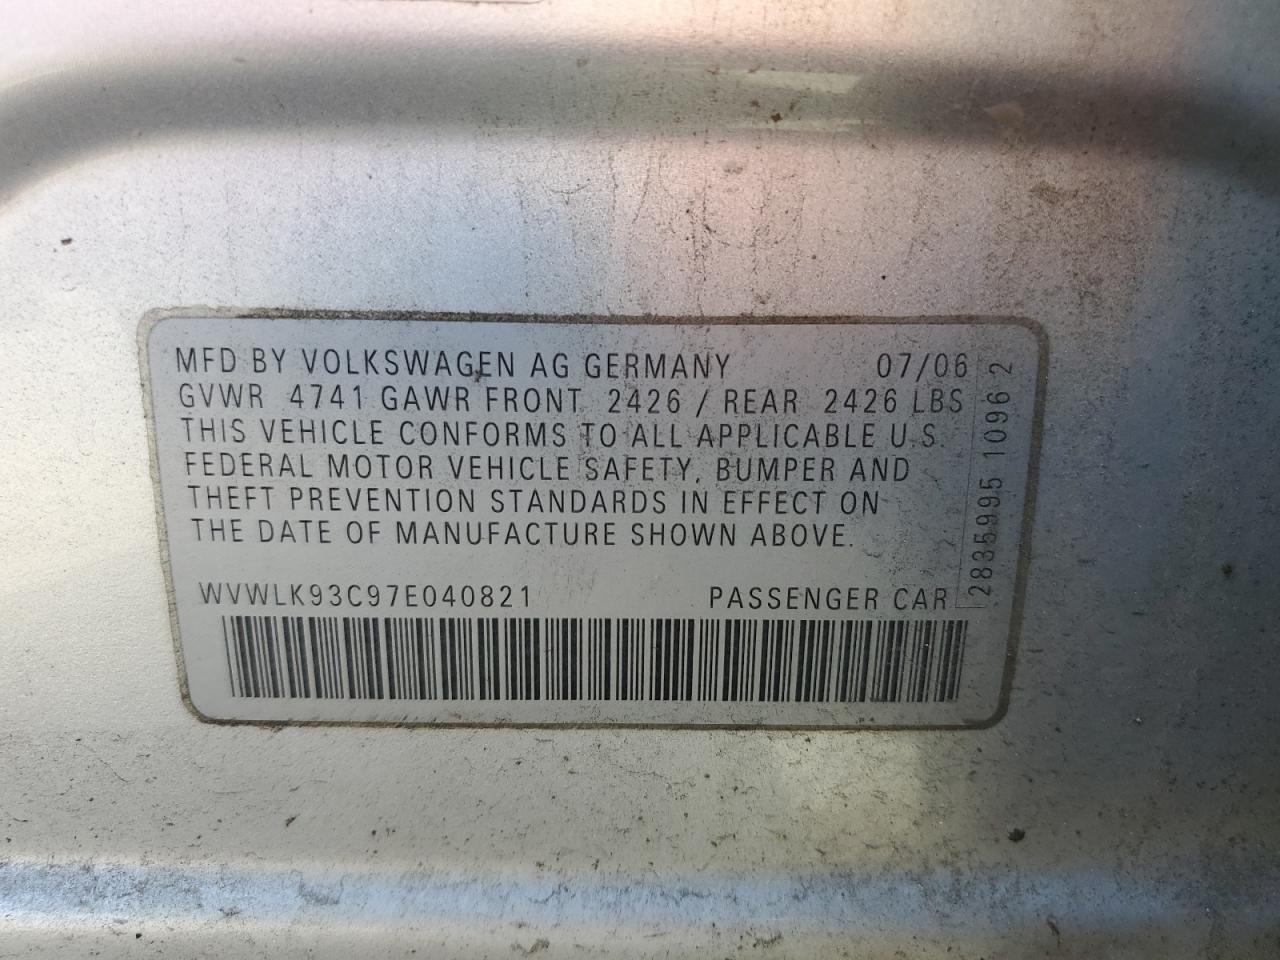 MFD BY VOLKSWAGEN AG GERMANY 07/06
GVWR 4741 GAWR FRONT 2426 / REAR 2426 LBS
THIS VEHICLE CONFORMS TO ALL APPLICABLE U.S.
FEDERAL MOTOR VEHICLE SAFETY, BUMPER AND
THEFT PREVENTION STANDARDS IN EFFECT ON
THE DATE OF MANUFACTURE SHOWN ABOVE.
WVWLK93C97E040821 PASSENGER CAR
2835995 1096 2